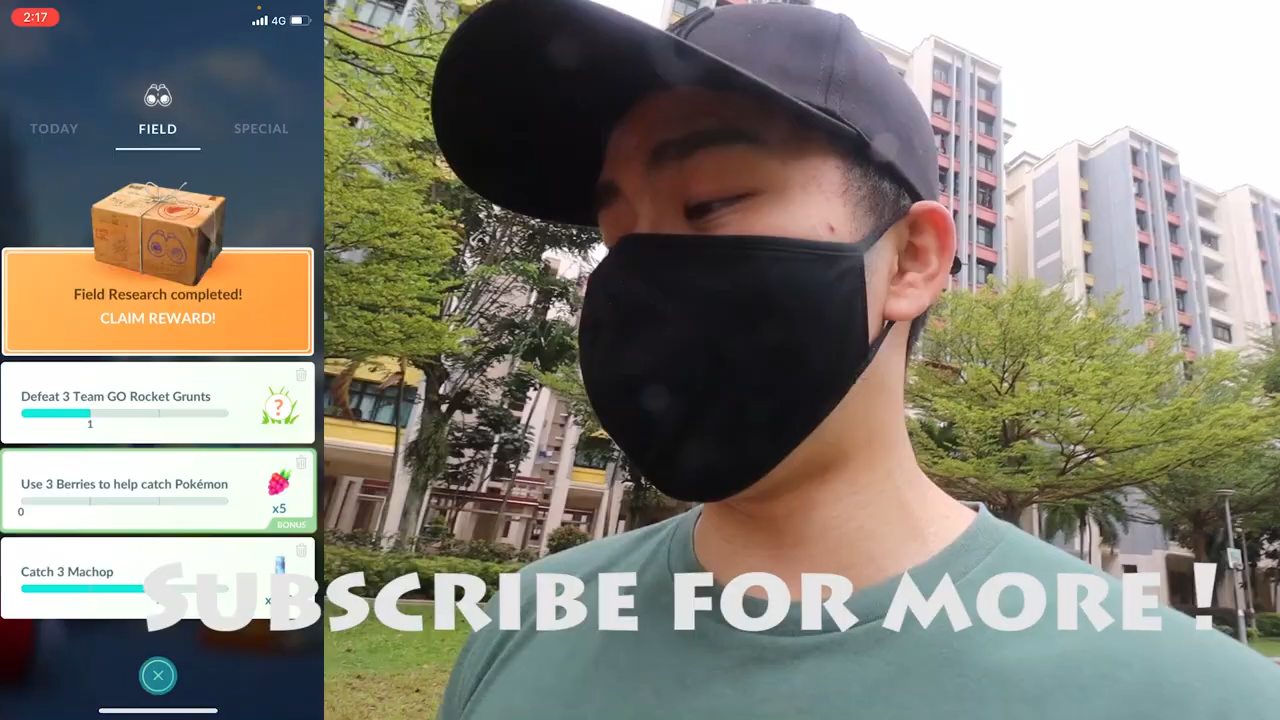 2:17
4G
TODAY
FIELD
SPECIAL
Field Research completed!
CLAIM REWARD!
Defeat 3 Team GO Rocket Grunts
?
1
Use 3 Berries to help catch Pokémon
x5
0
BONUS
Catch 3 Machop
SUBSCRIBE FOR MORE !